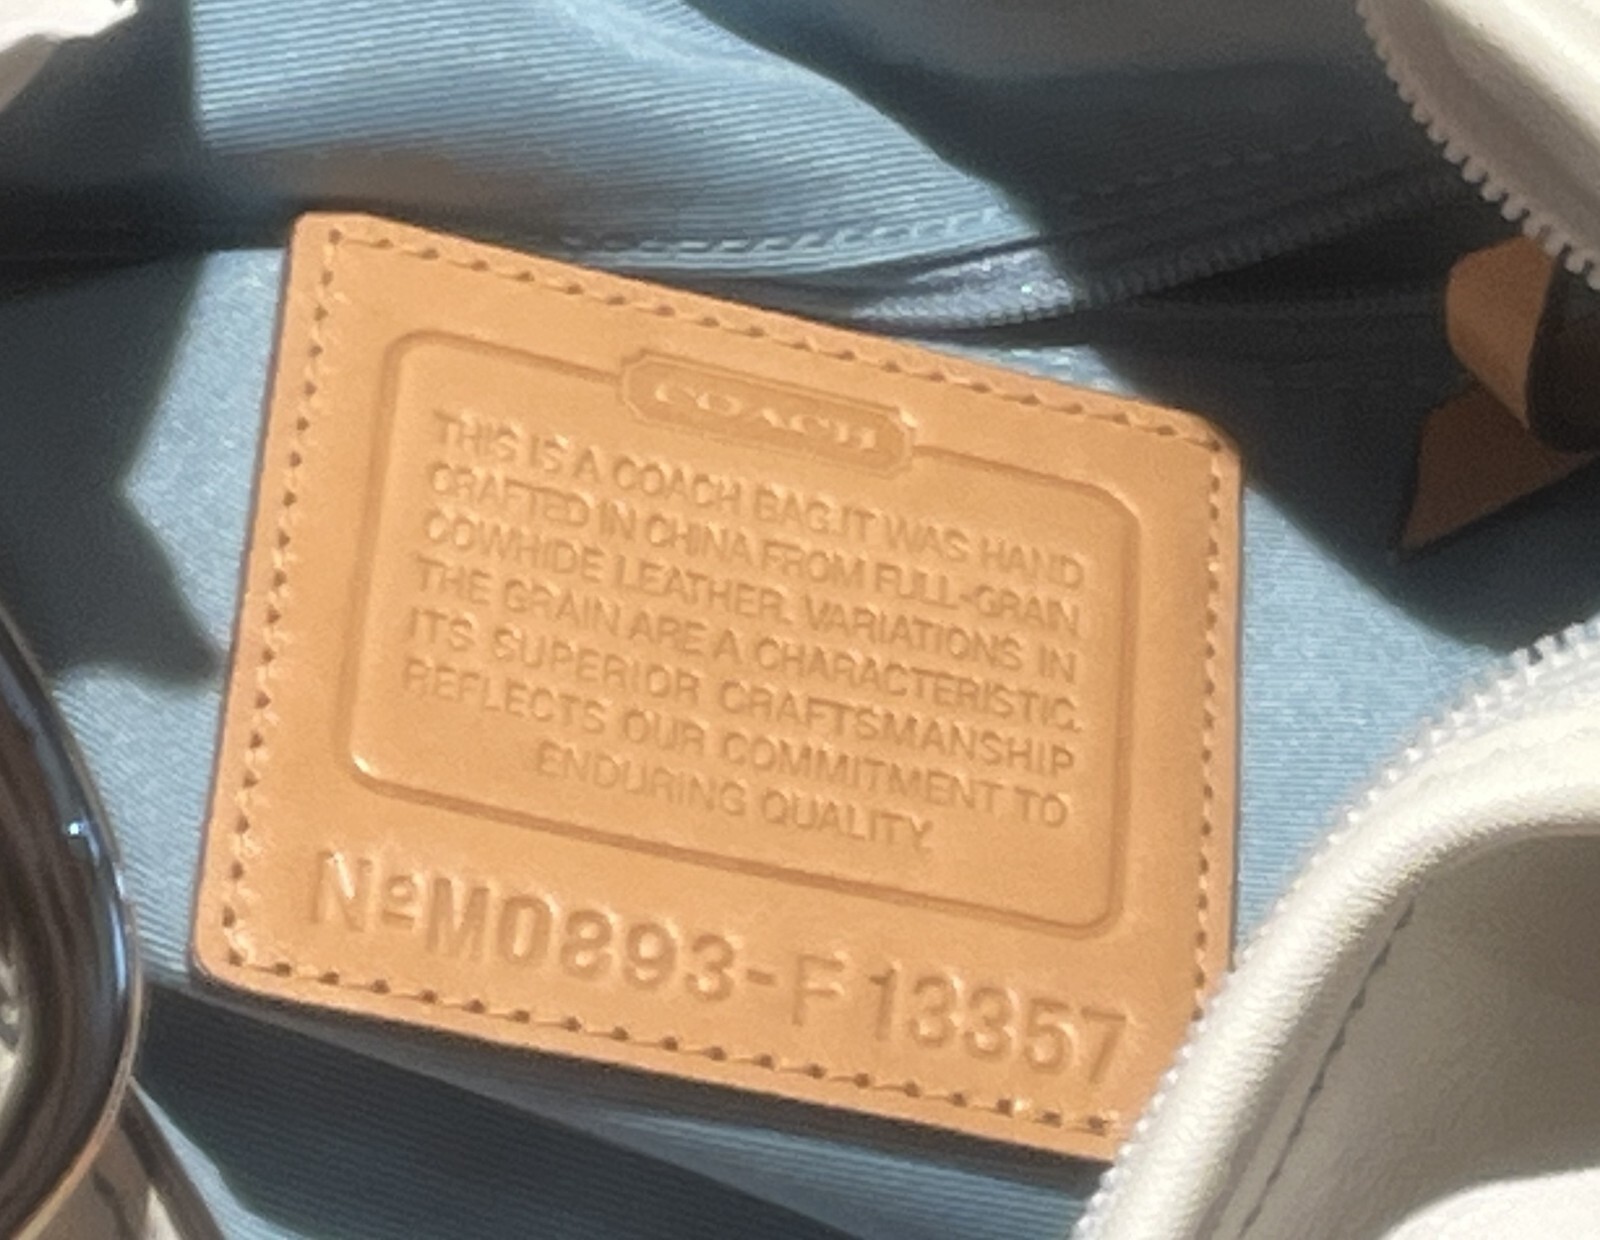 COACH
THIS IS A COACH BAG.IT WAS HAND
CRAFTED IN CHINA FROM FULL-GRAIN
COWHIDE LEATHER. VARIATIONS IN
THE GRAIN ARE A CHARACTERISTIC.
ITS SUPERIOR CRAFTSMANSHIP
REFLECTS OUR COMMITMENT TO
ENDURING QUALITY.
Nº M0893-F13357